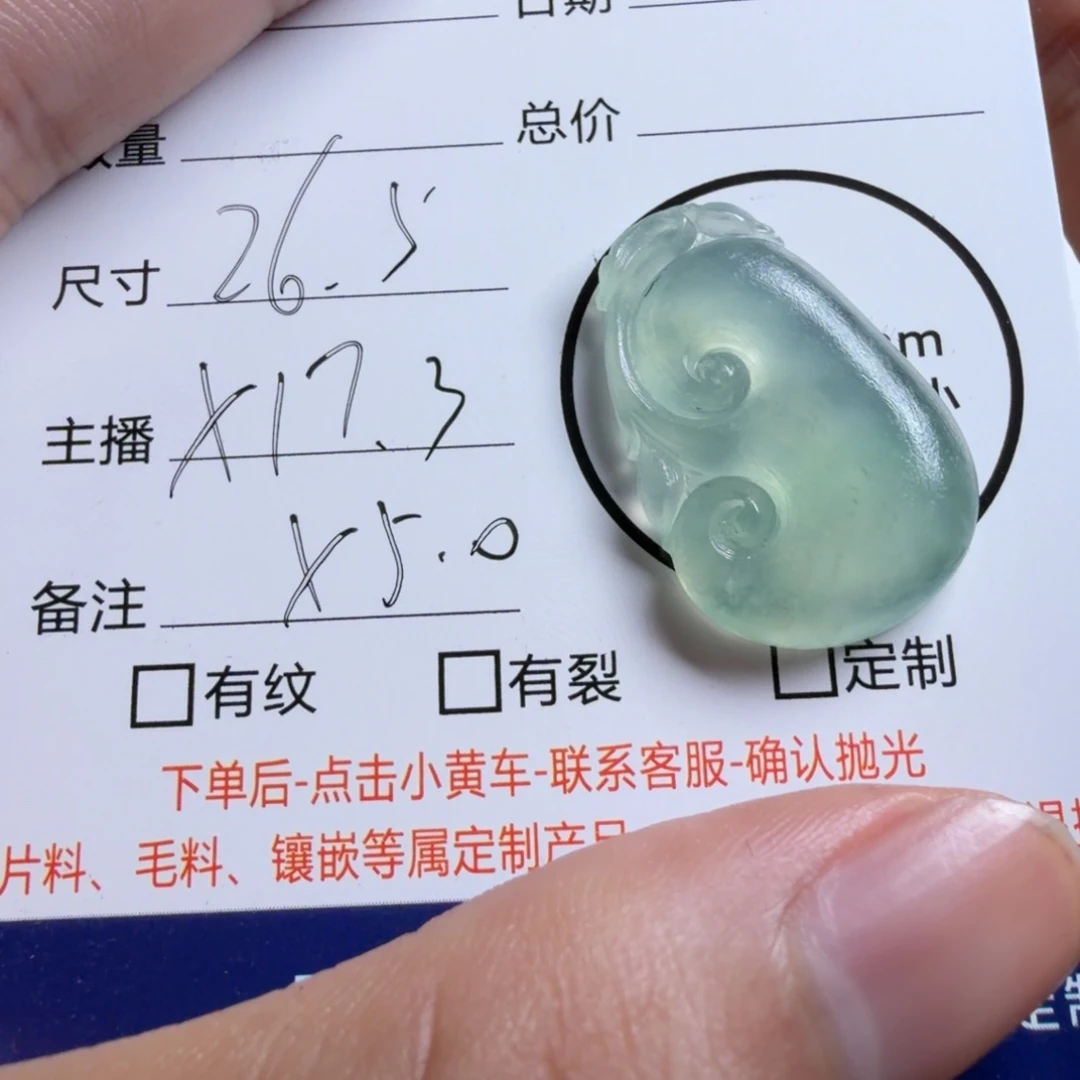 日期
量 总价
尺寸 26.5
m
主播 X17.3
小
备注 X5.0
有纹 有裂 定制
下单后-点击小黄车-联系客服-确认抛光
片料、毛料、镶嵌等属定制产品